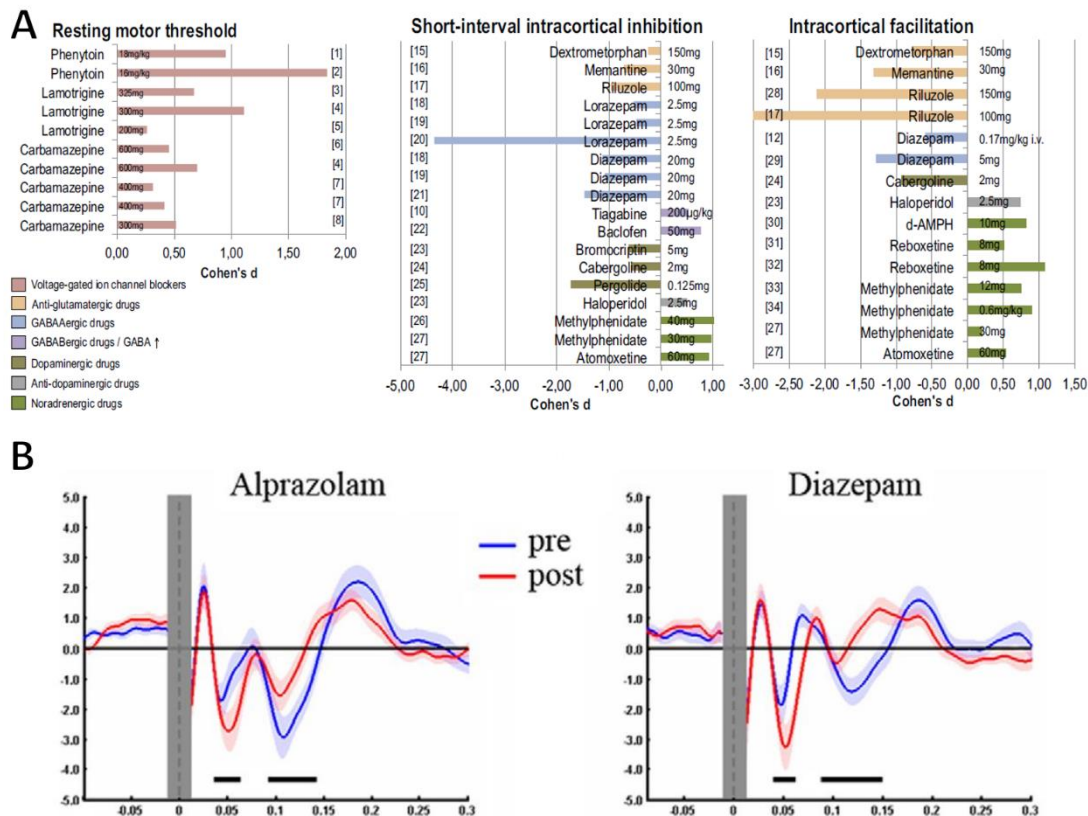 A
Resting motor threshold
Phenytoin 18mg/kg [1]
Phenytoin 16mg/kg [2]
Lamotrigine 325mg [3]
Lamotrigine 300mg [4]
Lamotrigine 200mg [5]
Carbamazepine 600mg [6]
Carbamazepine 600mg [4]
Carbamazepine 400mg [7]
Carbamazepine 400mg [7]
Carbamazepine 300mg [8]
0,00 0,50 1,00 1,50 2,00
Cohen's d
Voltage-gated ion channel blockers
Anti-glutamatergic drugs
GABAAergic drugs
GABABergic drugs / GABA ↑
Dopaminergic drugs
Anti-dopaminergic drugs
Noradrenergic drugs
Short-interval intracortical inhibition
[15] Dextrometorphan 150mg
[16] Memantine 30mg
[17] Riluzole 100mg
[18] Lorazepam 2.5mg
[19] Lorazepam 2.5mg
[20] Lorazepam 2.5mg
[18] Diazepam 20mg
[19] Diazepam 20mg
[21] Diazepam 20mg
[10] Tiagabine 200µg/kg
[22] Baclofen 50mg
[23] Bromocriptin 5mg
[24] Cabergoline 2mg
[25] Pergolide 0.125mg
[23] Haloperidol 2.5mg
[26] Methylphenidate 40mg
[27] Methylphenidate 30mg
[27] Atomoxetine 60mg
-5,00 -4,00 -3,00 -2,00 -1,00 0,00 1,00
Cohen's d
Intracortical facilitation
[15] Dextrometorphan 150mg
[16] Memantine 30mg
[28] Riluzole 150mg
[17] Riluzole 100mg
[12] Diazepam 0.17mg/kg i.v.
[29] Diazepam 5mg
[24] Cabergoline 2mg
[23] Haloperidol 2.5mg
[30] d-AMPH 10mg
[31] Reboxetine 8mg
[32] Reboxetine 8mg
[33] Methylphenidate 12mg
[34] Methylphenidate 0.6mg/kg
[27] Methylphenidate 30mg
[27] Atomoxetine 60mg
-3,00 -2,50 -2,00 -1,50 -1,00 -0,50 0,00 0,50 1,00 1,50
Cohen's d
B
Alprazolam
5.0
4.0
3.0
2.0
1.0
0.0
-1.0
-2.0
-3.0
-4.0
-5.0
-0.05 0 0.05 0.1 0.15 0.2 0.25 0.3
pre
post
Diazepam
5.0
4.0
3.0
2.0
1.0
0.0
-1.0
-2.0
-3.0
-4.0
-5.0
-0.05 0 0.05 0.1 0.15 0.2 0.25 0.3